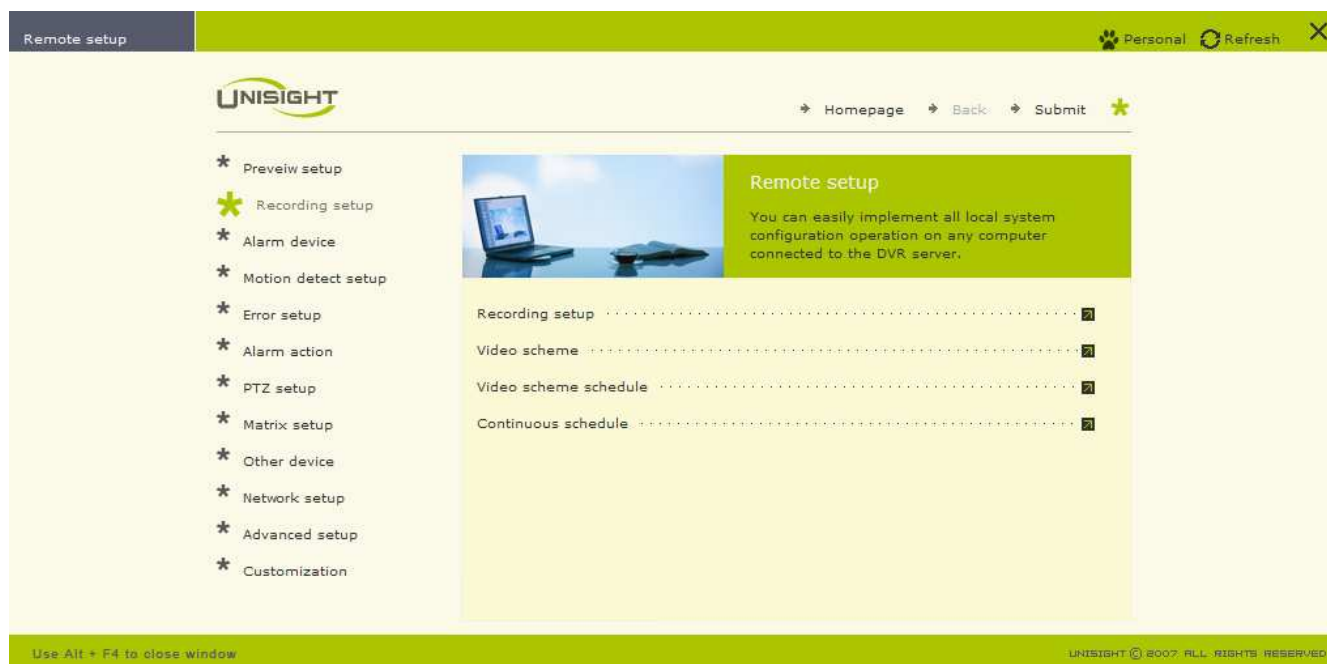 Remote setup
Personal Refresh
UNISIGHT
Homepage Back Submit
Preveiw setup
Recording setup
Alarm device
Motion detect setup
Error setup
Alarm action
PTZ setup
Matrix setup
Other device
Network setup
Advanced setup
Customization
Remote setup
You can easily implement all local system
configuration operation on any computer
connected to the DVR server.
Recording setup
Video scheme
Video scheme schedule
Continuous schedule
Use Alt + F4 to close window
UNISIGHT © 2007 ALL RIGHTS RESERVED